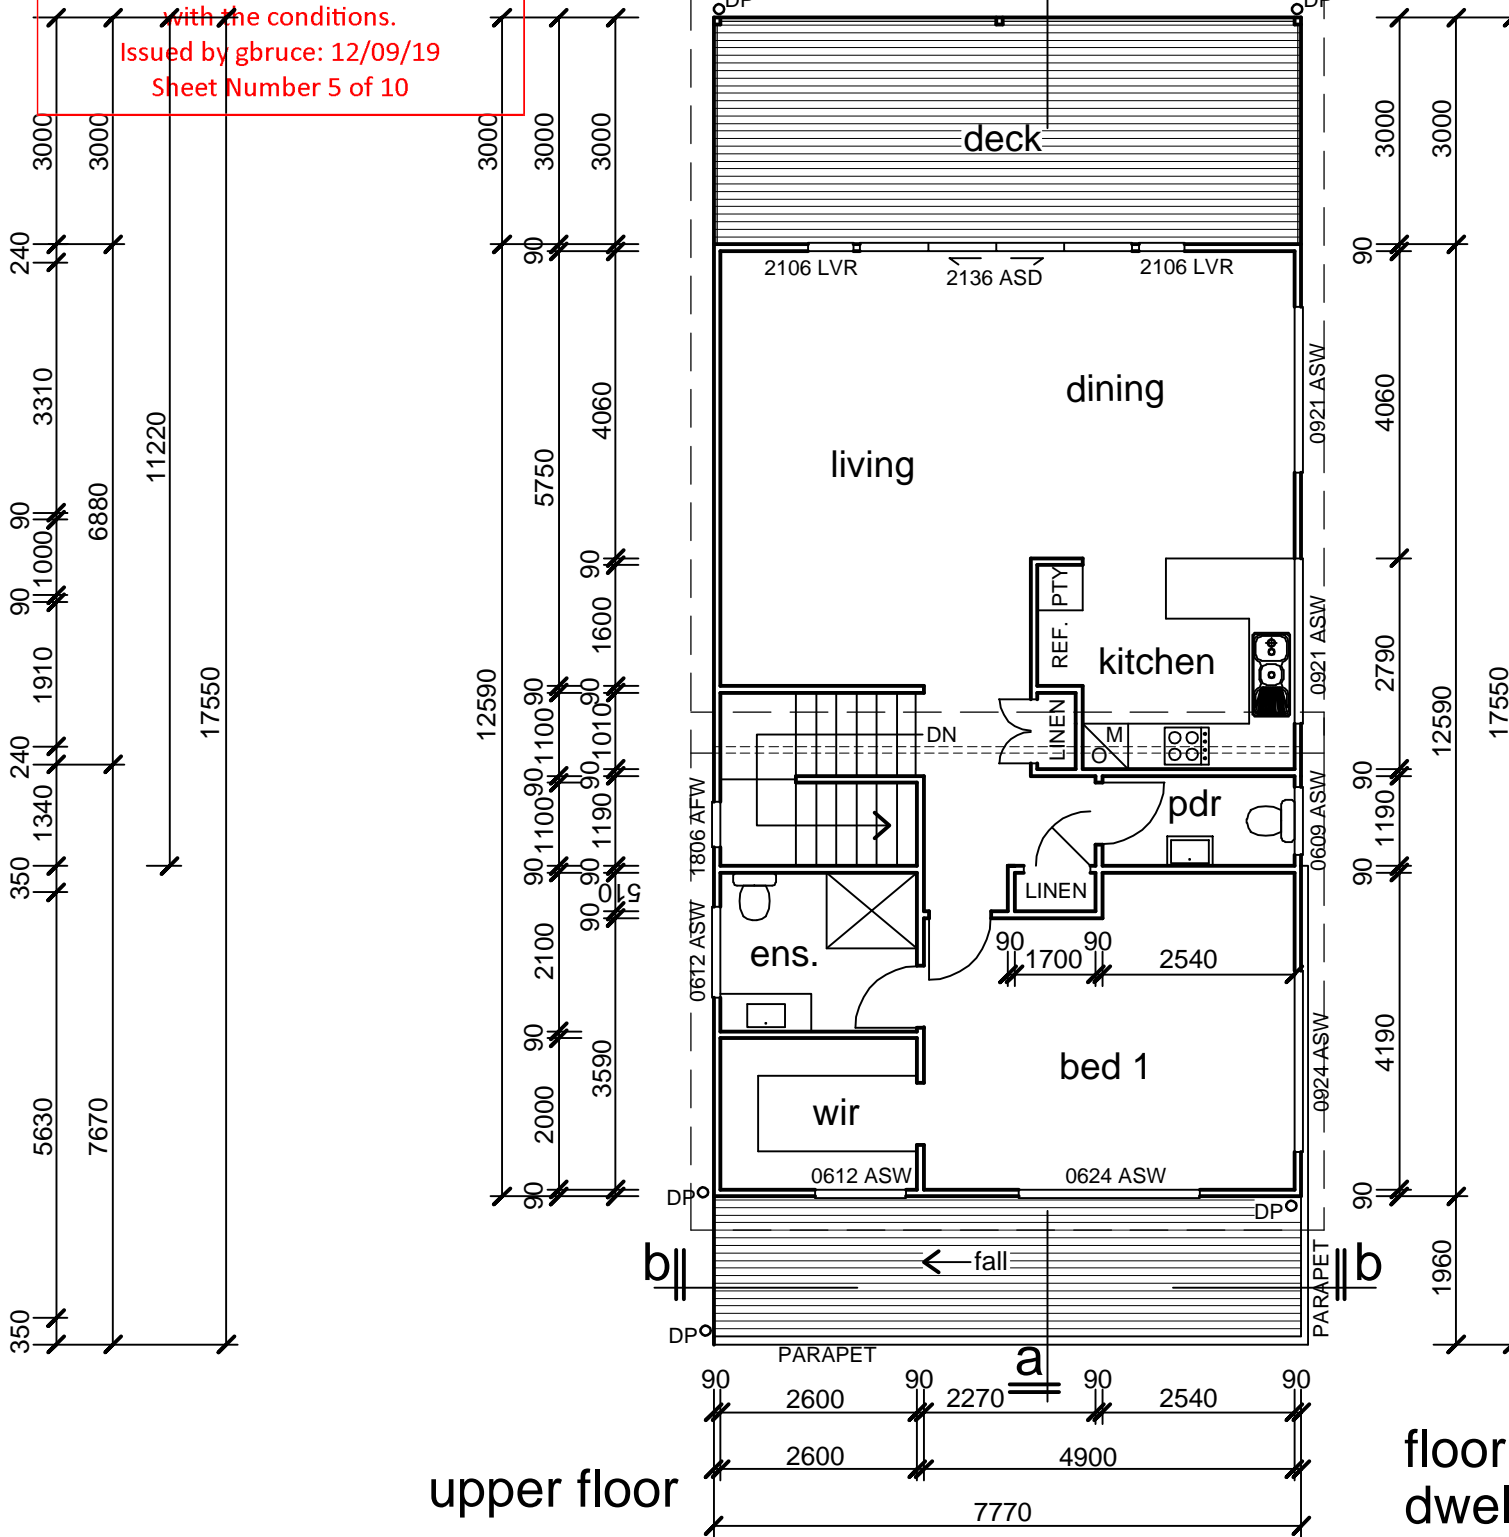 with the conditions.
Issued by gbruce: 12/09/19
Sheet Number 5 of 10
DP
DP
3000
3000
3000
3000
3000
3000
3000
deck
240
90
90
2106 LVR
2136 ASD
2106 LVR
3310
11220
4060
dining
0921 ASW
4060
living
6880
5750
90
1000
90
90
1600
PTY
REF.
kitchen
0921 ASW
2790
1910
17550
12590
12590
17550
90
90
1100
1010
LINEN
DN
M
O
240
90
90
90
1340
1100
1190
1806 AFW
pdr
0609 ASW
1190
350
90
90
90
510
90
LINEN
2100
0612 ASW
ens.
90
90
1700
2540
90
3590
bed 1
0924 ASW
4190
5630
7670
2000
wir
0612 ASW
0624 ASW
90
90
DP
DP
b
fall
b
PARAPET
1960
350
DP
PARAPET
a
90
90
90
90
2600
2270
2540
2600
4900
upper floor
7770
floor
dwel